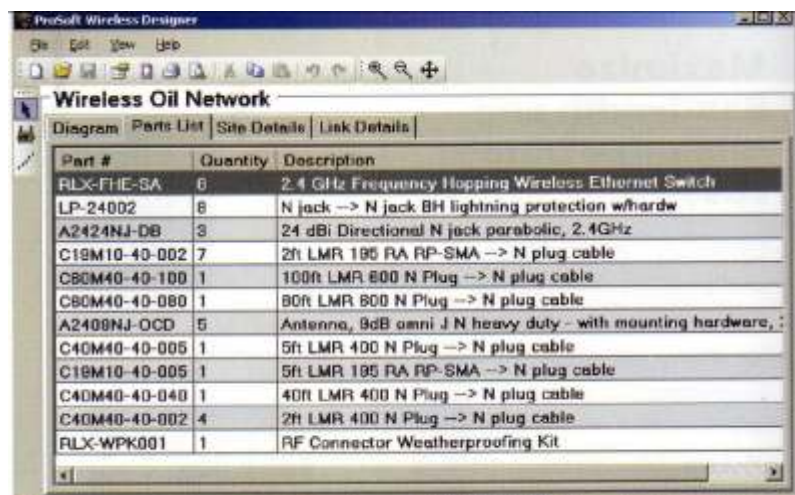 ProSoft Wireless Designer
File Edit View Help
Wireless Oil Network
Diagram Parts List Site Details Link Details
Part # Quantity Description
RLX-FHE-SA 8 2.4 GHz Frequency Hopping Wireless Ethernet Switch
LP-24002 8 N jack --> N jack BH lightning protection w/hardw
A2424NJ-DB 3 24 dBi Directional N jack parabolic, 2.4GHz
C19M10-40-002 7 2ft LMR 195 RA RP-SMA --> N plug cable
C60M40-40-100 1 100ft LMR 600 N Plug --> N plug cable
C60M40-40-080 1 80ft LMR 600 N Plug --> N plug cable
A2409NJ-OCD 5 Antenna, 9dB omni J N heavy duty - with mounting hardware,
C40M40-40-005 1 5ft LMR 400 N Plug --> N plug cable
C19M10-40-005 1 5ft LMR 195 RA RP-SMA --> N plug cable
C40M40-40-040 1 40ft LMR 400 N Plug --> N plug cable
C40M40-40-002 4 2ft LMR 400 N Plug --> N plug cable
RLX-WPK001 1 RF Connector Weatherproofing Kit